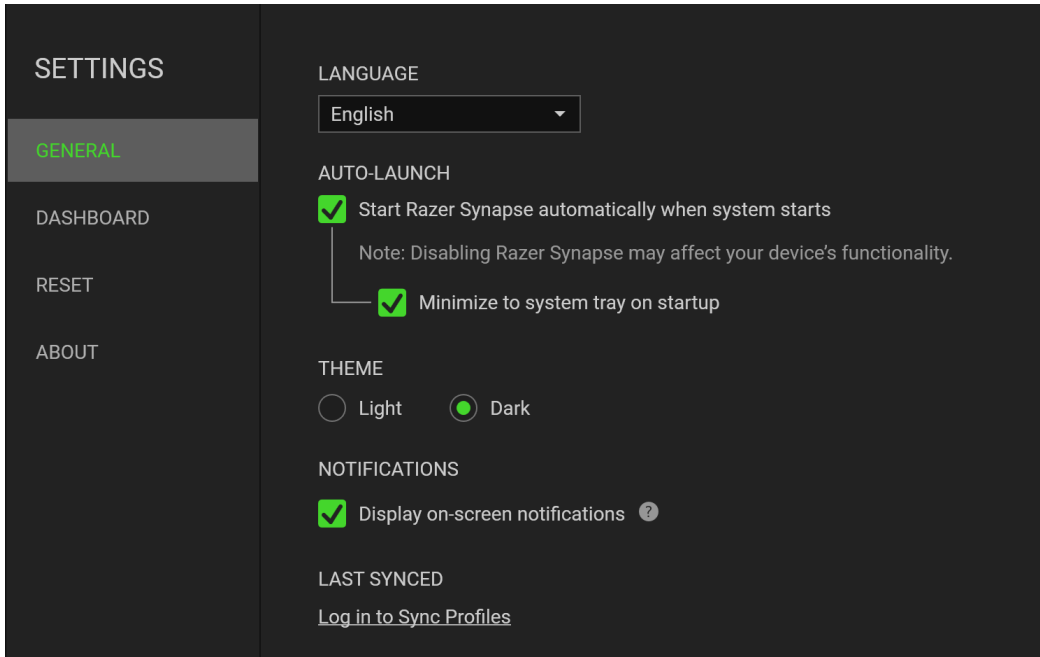 SETTINGS
GENERAL
DASHBOARD
RESET
ABOUT
LANGUAGE
English
AUTO-LAUNCH
Start Razer Synapse automatically when system starts
Note: Disabling Razer Synapse may affect your device’s functionality.
Minimize to system tray on startup
THEME
Light Dark
NOTIFICATIONS
Display on-screen notifications ?
LAST SYNCED
Log in to Sync Profiles